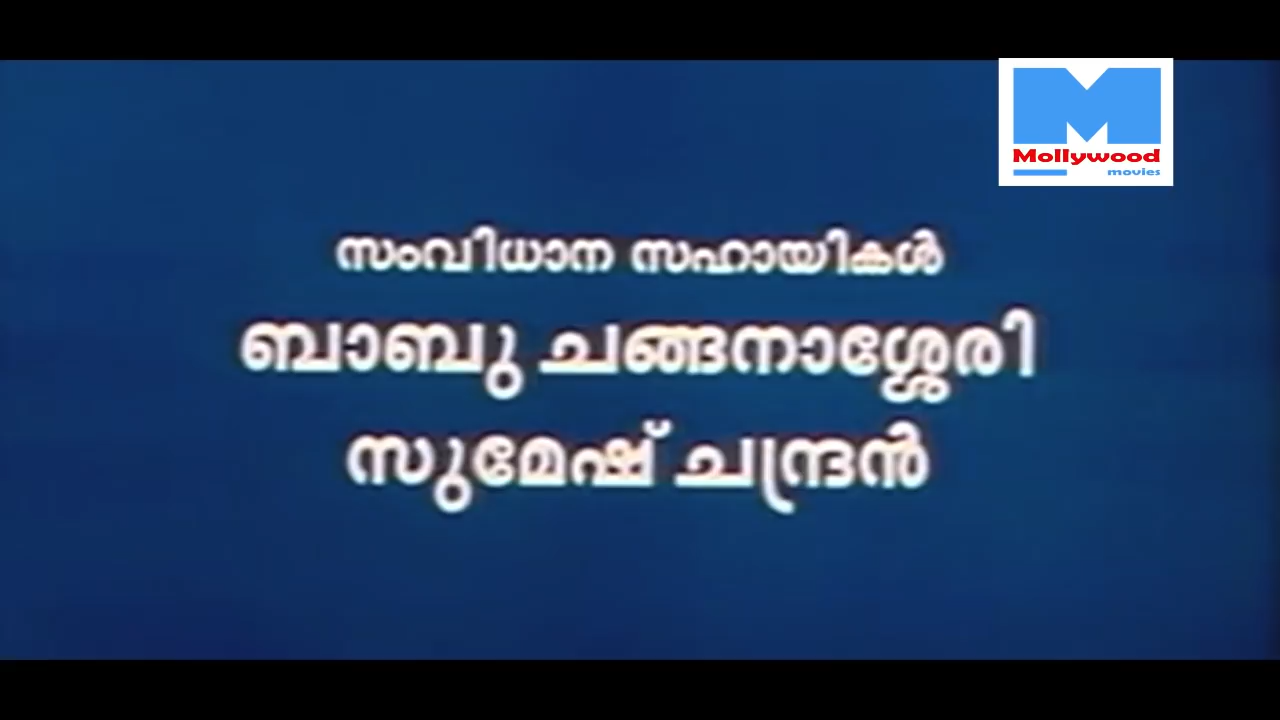 Mollywood
movies
സംവിധാന സഹായികൾ
ബാബു ചങ്ങനാശ്ശേരി
സുമേഷ് ചന്ദ്രൻ